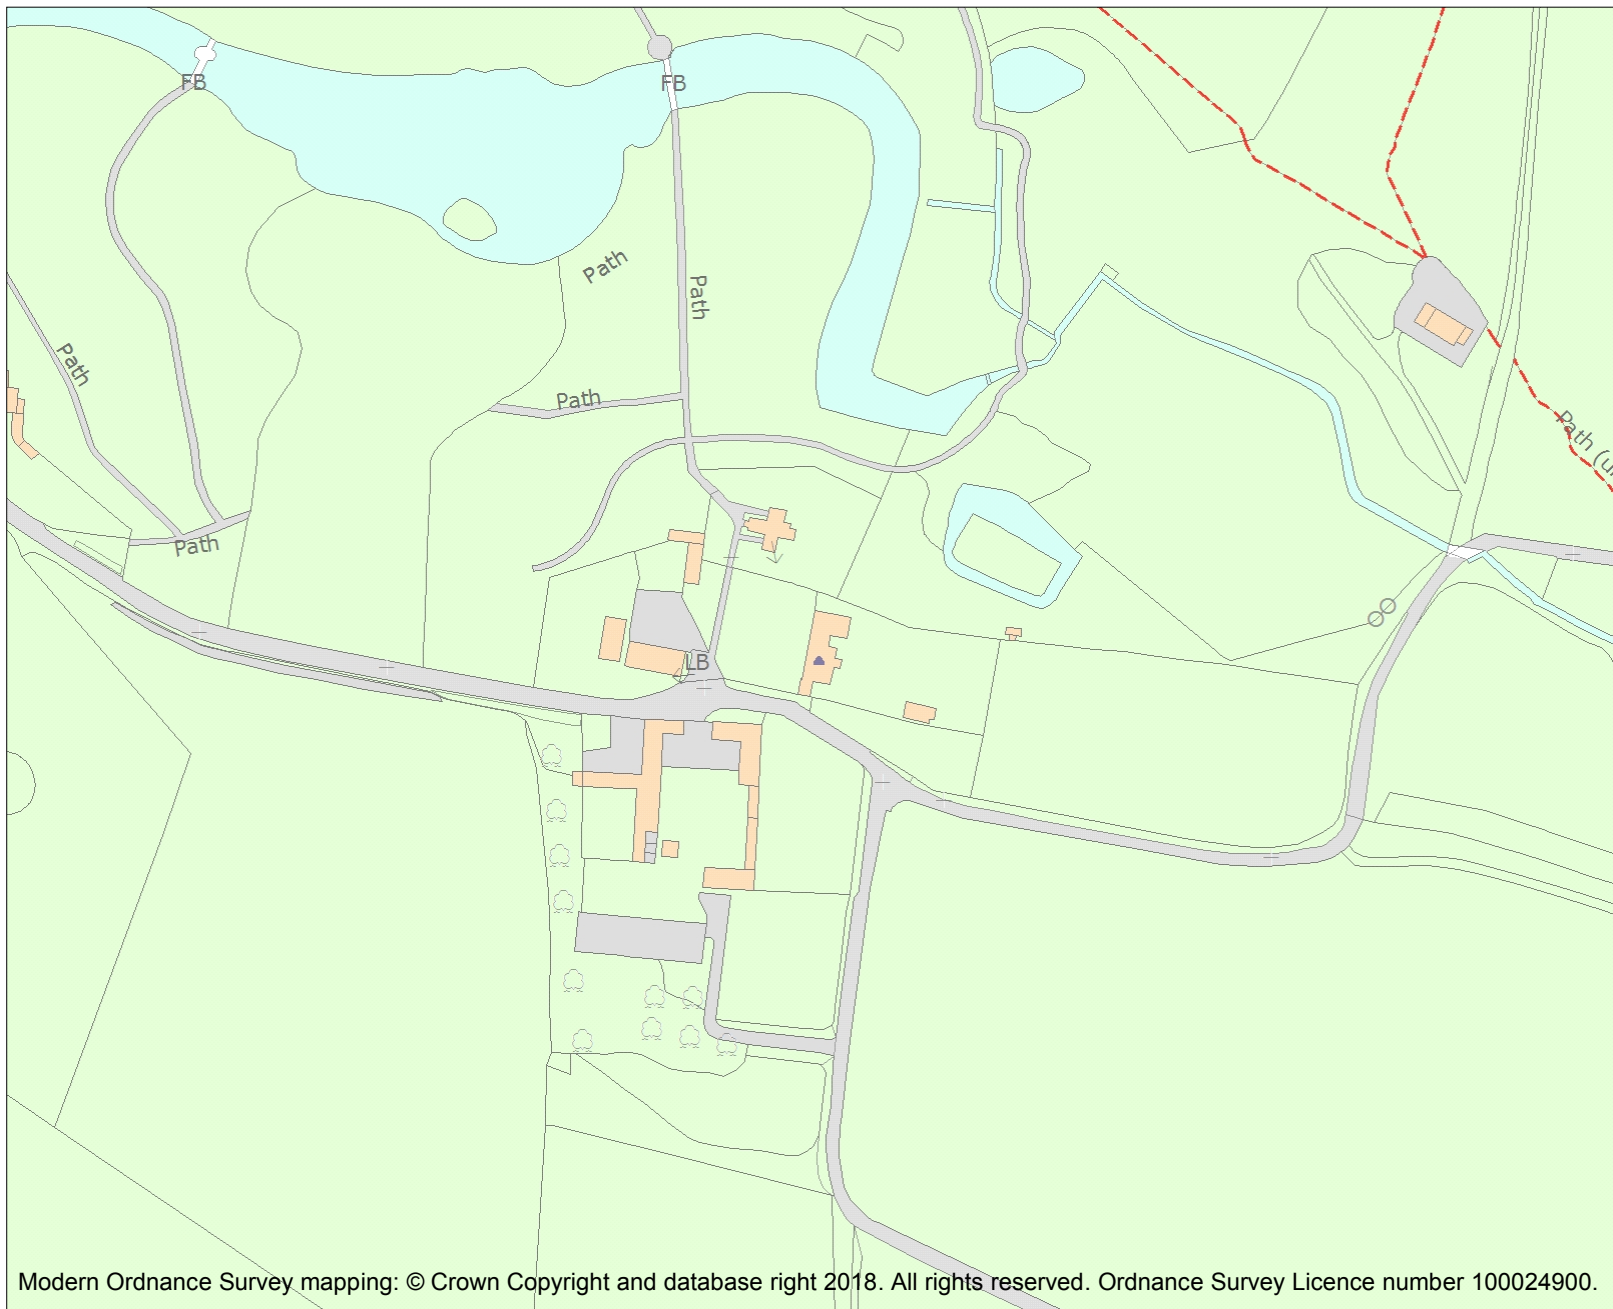 FB
FB
Path
Path
Path
Path
Path (u
Path
LB
Modern Ordnance Survey mapping: © Crown Copyright and database right 2018. All rights reserved. Ordnance Survey Licence number 100024900.